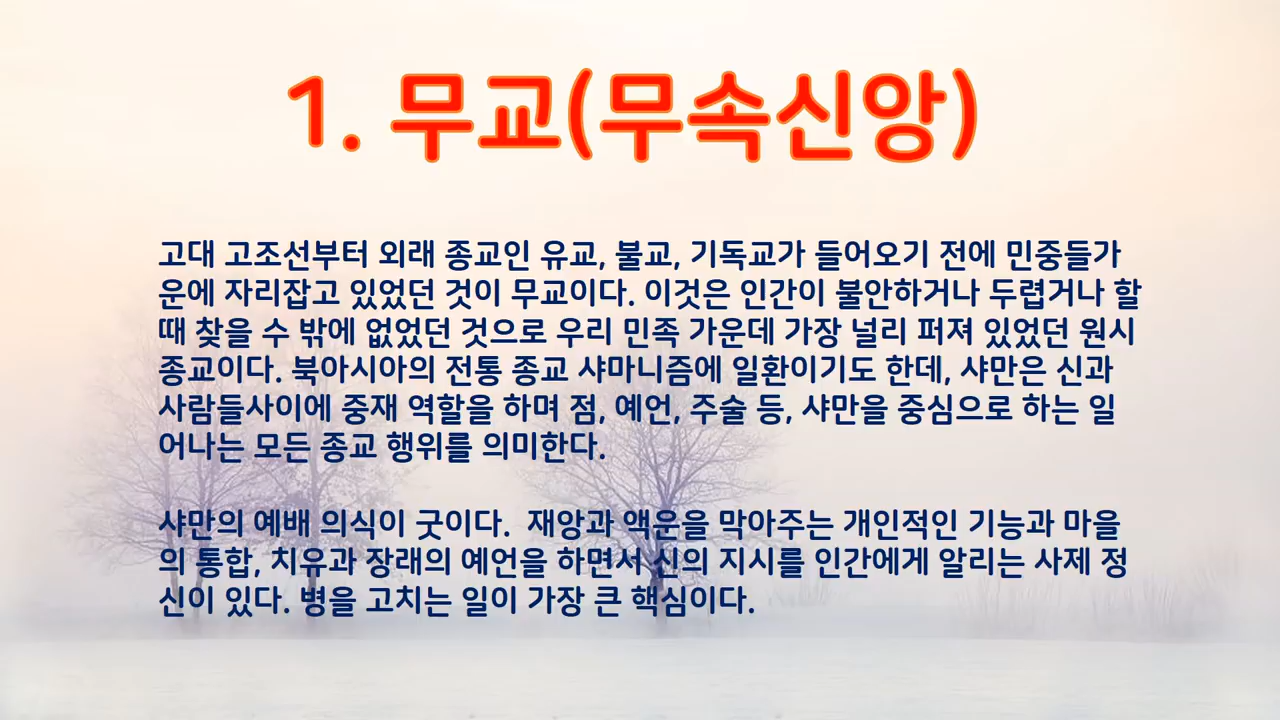 1. 무교(무속신앙)
고대 고조선부터 외래 종교인 유교, 불교, 기독교가 들어오기 전에 민중들가
운에 자리잡고 있었던 것이 무교이다. 이것은 인간이 불안하거나 두렵거나 할
때 찾을 수 밖에 없었던 것으로 우리 민족 가운데 가장 널리 퍼져 있었던 원시
종교이다. 북아시아의 전통 종교 샤마니즘에 일환이기도 한데, 샤만은 신과
사람들사이에 중재 역할을 하며 점, 예언, 주술 등, 샤만을 중심으로 하는 일
어나는 모든 종교 행위를 의미한다.
샤만의 예배 의식이 굿이다.  재앙과 액운을 막아주는 개인적인 기능과 마을
의 통합, 치유과 장래의 예언을 하면서 신의 지시를 인간에게 알리는 사제 정
신이 있다. 병을 고치는 일이 가장 큰 핵심이다.